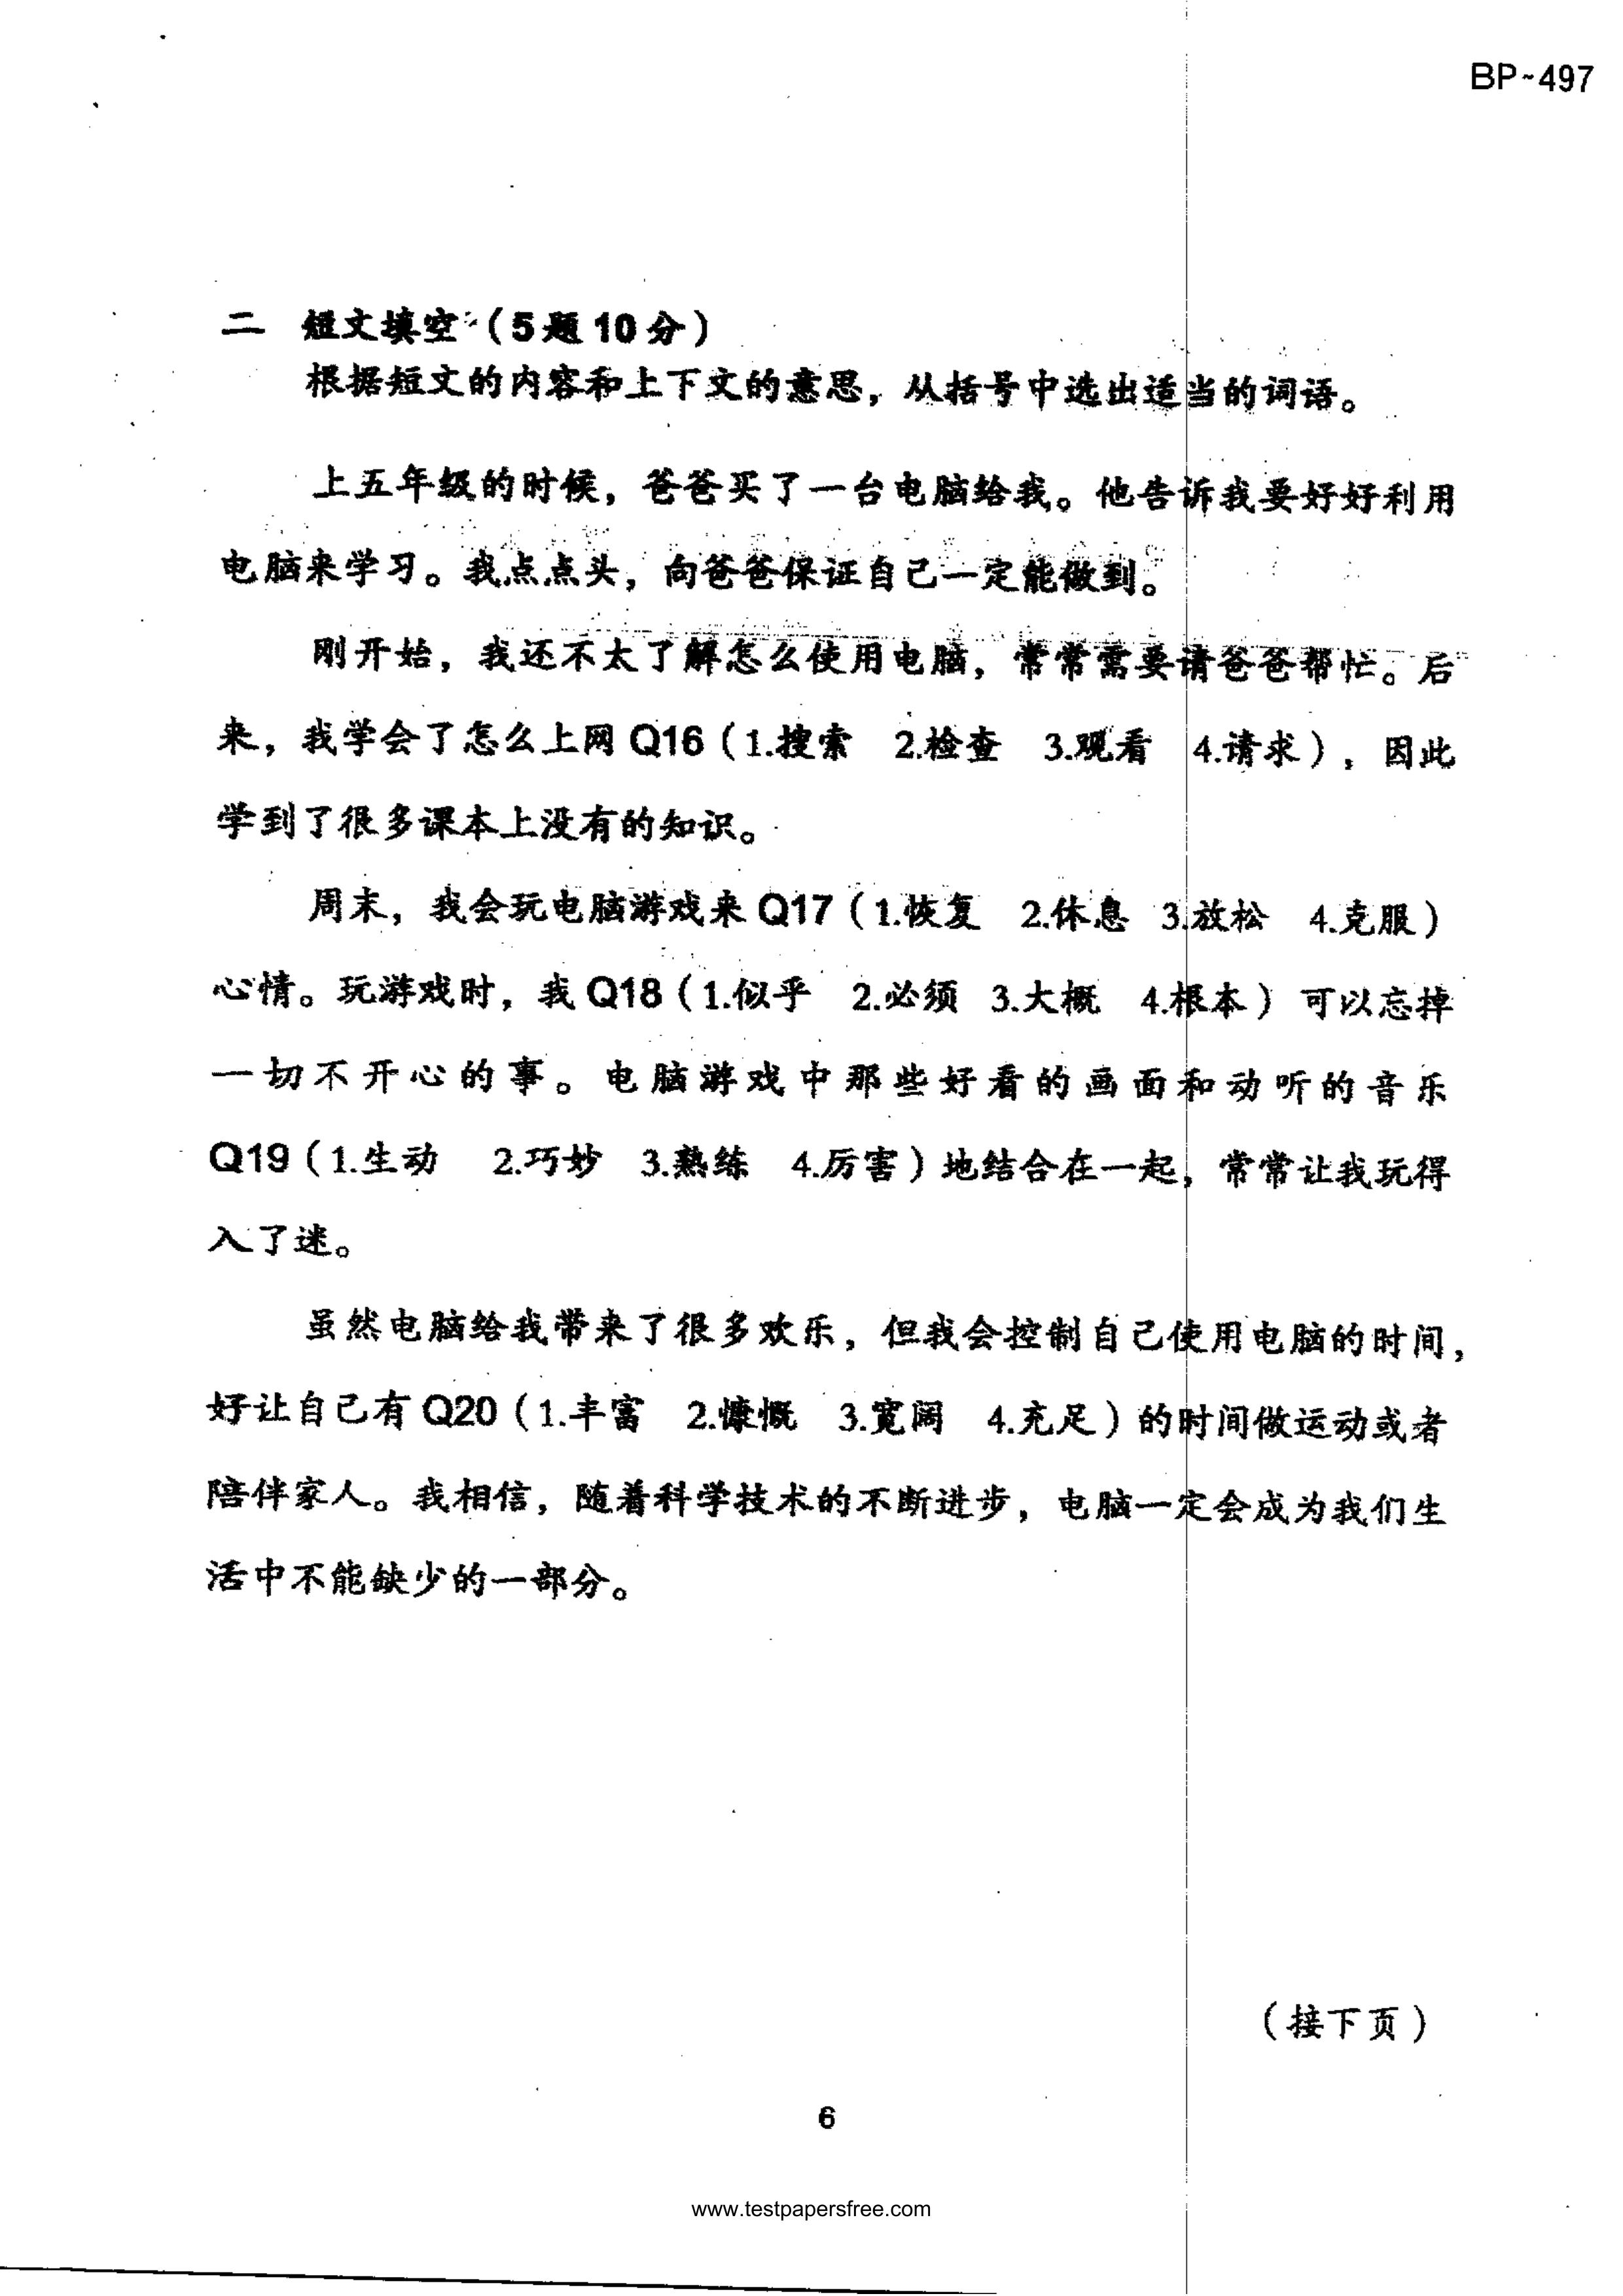 BP~497
二 短文填空（5题10分）
根据短文的内容和上下文的意思，从括号中选出适当的词语。
上五年级的时候，爸爸买了一台电脑给我。他告诉我要好好利用
电脑来学习。我点点头，向爸爸保证自己一定能做到。
刚开始，我还不太了解怎么使用电脑，常常需要请爸爸帮忙。后
来，我学会了怎么上网 Q16（1.搜索 2.检查 3.观看 4.请求），因此
学到了很多课本上没有的知识。
周末，我会玩电脑游戏来 Q17（1.恢复 2.休息 3.放松 4.克服）
心情。玩游戏时，我 Q18（1.似乎 2.必须 3.大概 4.根本）可以忘掉
一切不开心的事。电脑游戏中那些好看的画面和动听的音乐
Q19（1.生动 2.巧妙 3.熟练 4.厉害）地结合在一起，常常让我玩得
入了迷。
虽然电脑给我带来了很多欢乐，但我会控制自己使用电脑的时间，
好让自己有 Q20（1.丰富 2.慷慨 3.宽阔 4.充足）的时间做运动或者
陪伴家人。我相信，随着科学技术的不断进步，电脑一定会成为我们生
活中不能缺少的一部分。
（接下页）
6
www.testpapersfree.com